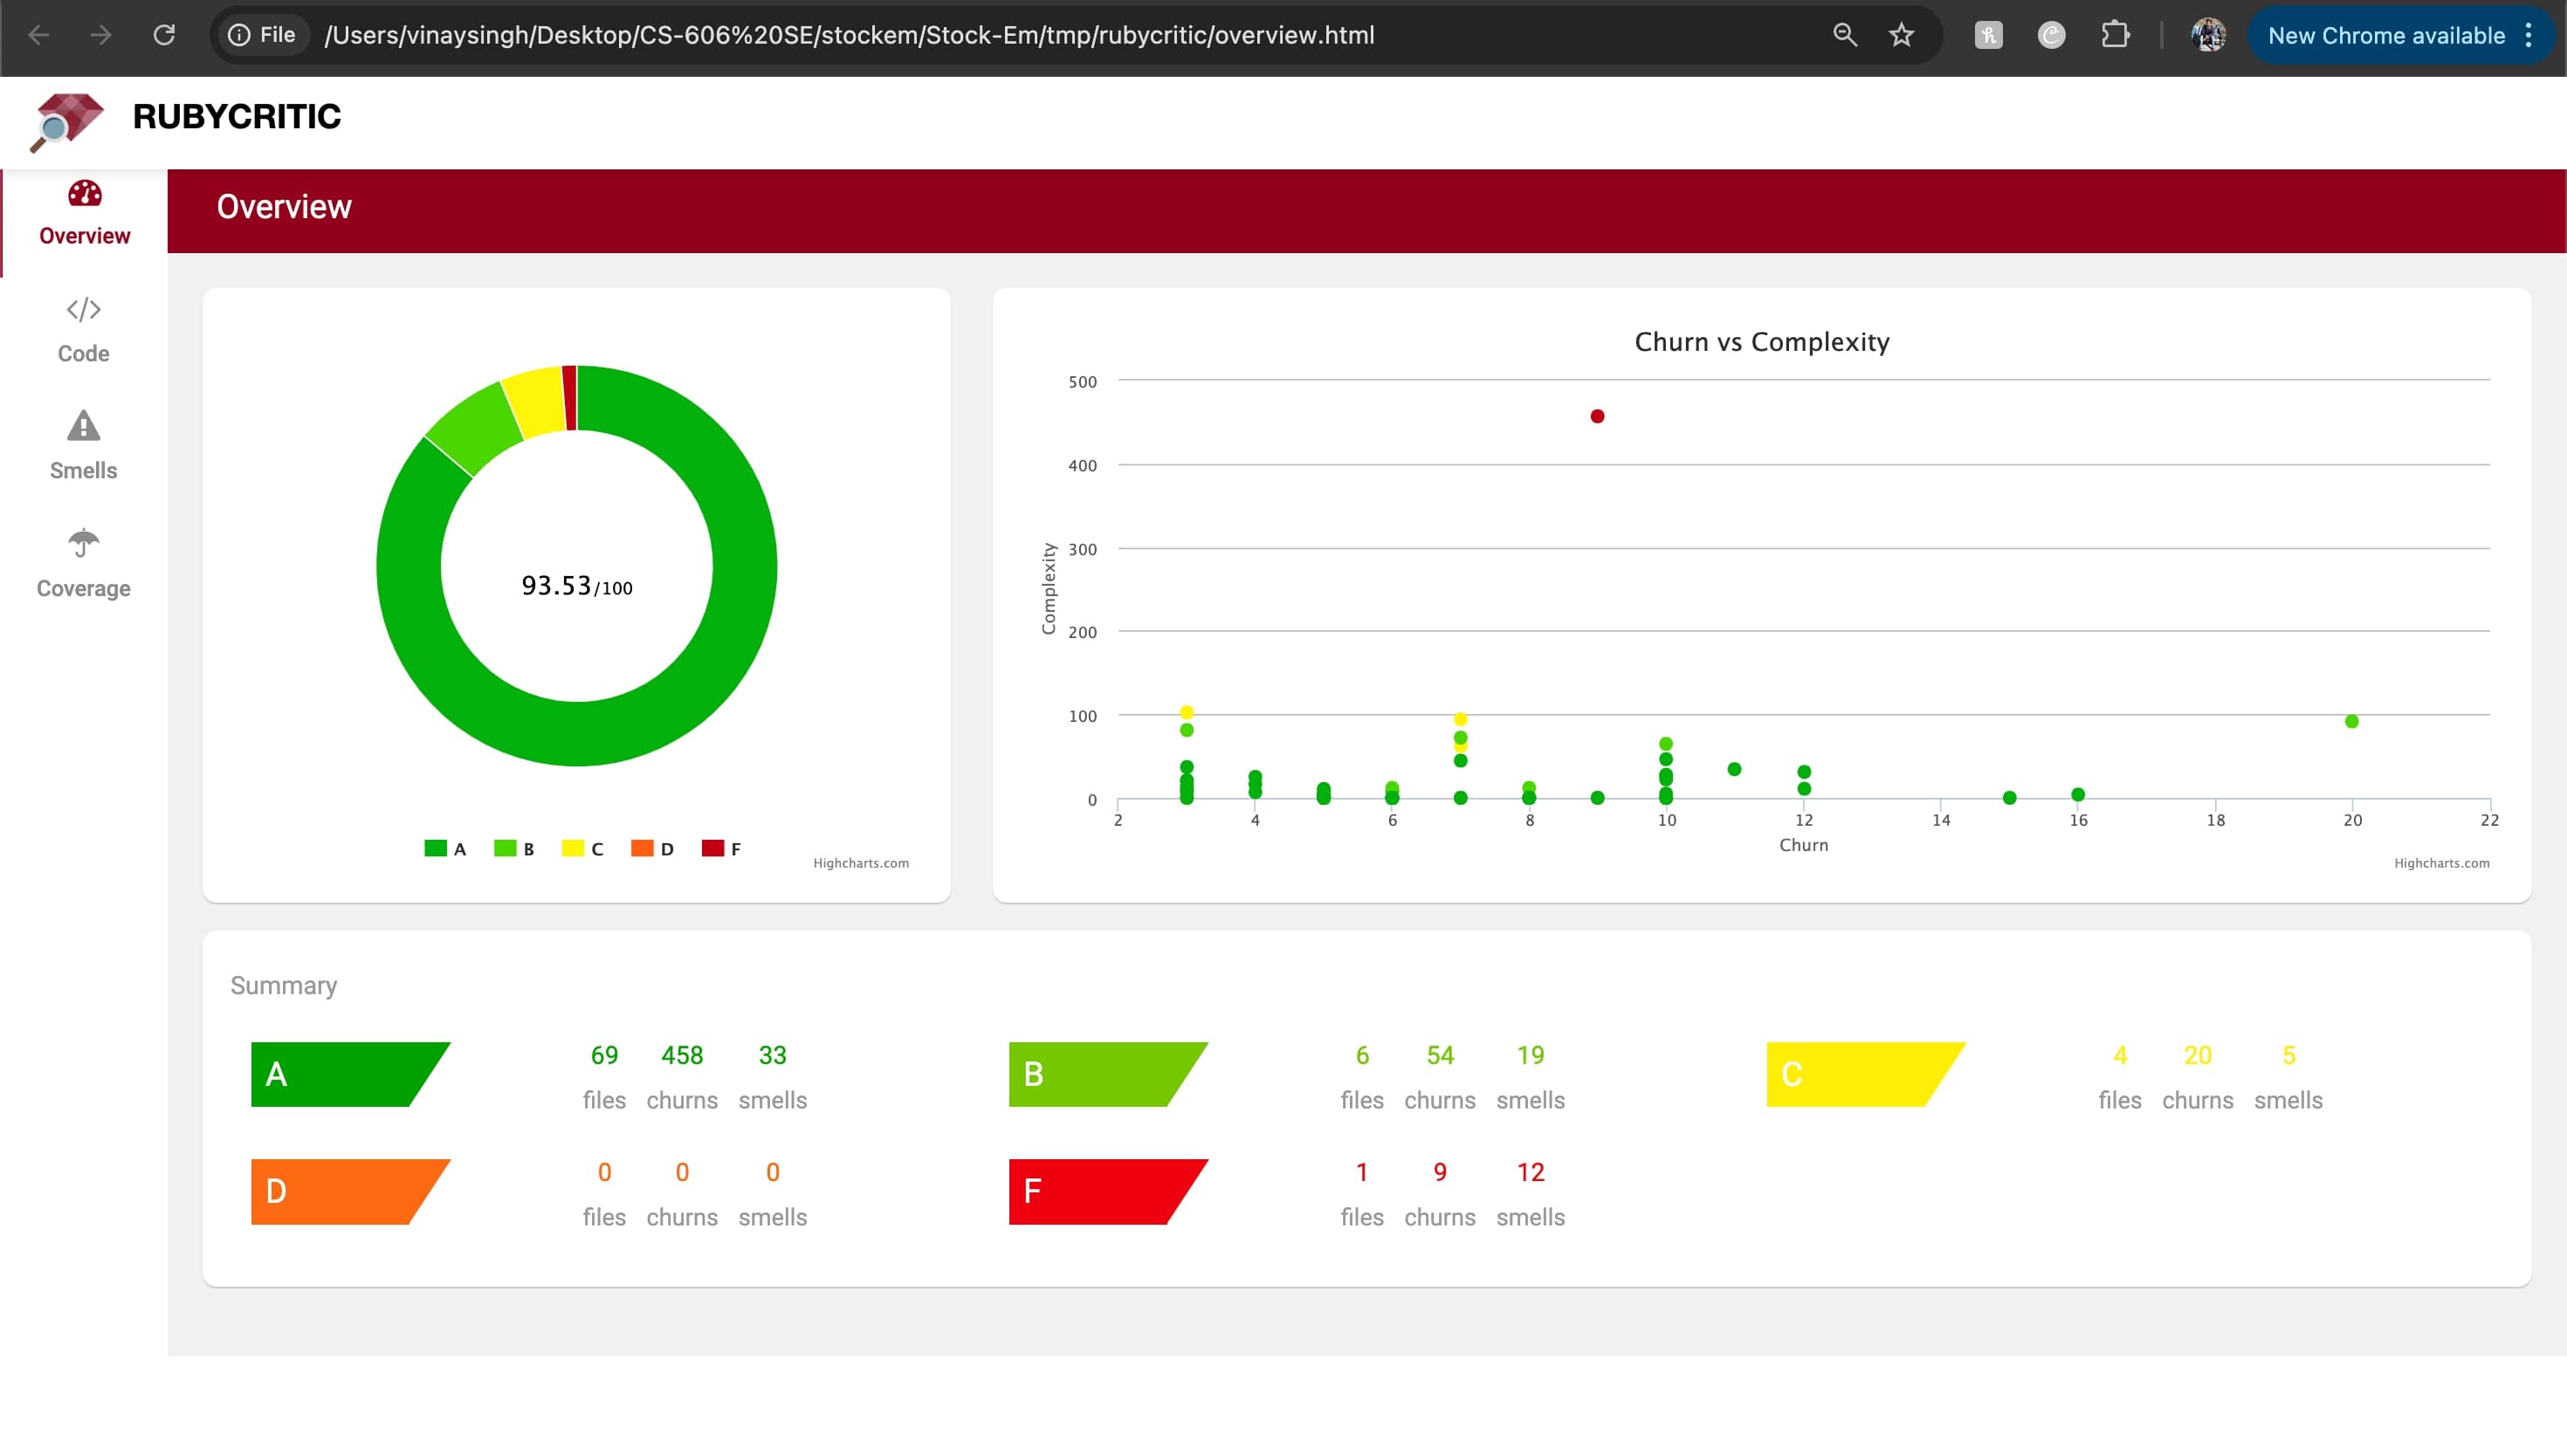 File /Users/vinaysingh/Desktop/CS-606%20SE/stockem/Stock-Em/tmp/rubycritic/overview.html New Chrome available
RUBYCRITIC
Overview
Code
Smells
Coverage
Overview
93.53/100
A B C D F
Highcharts.com
Churn vs Complexity
Complexity
500
400
300
200
100
0
2 4 6 8 10 12 14 16 18 20 22
Churn
Highcharts.com
Summary
A
69 458 33
files churns smells
B
6 54 19
files churns smells
C
4 20 5
files churns smells
D
0 0 0
files churns smells
F
1 9 12
files churns smells